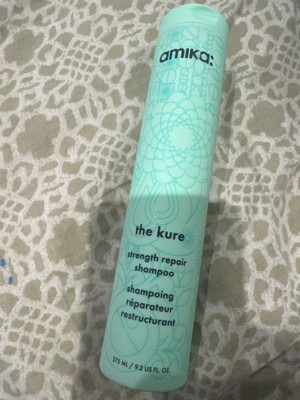 amika:
the kure
strength repair
shampoo
shampoing
réparateur
restructurant
275 ML / 9.2 US FL. OZ.